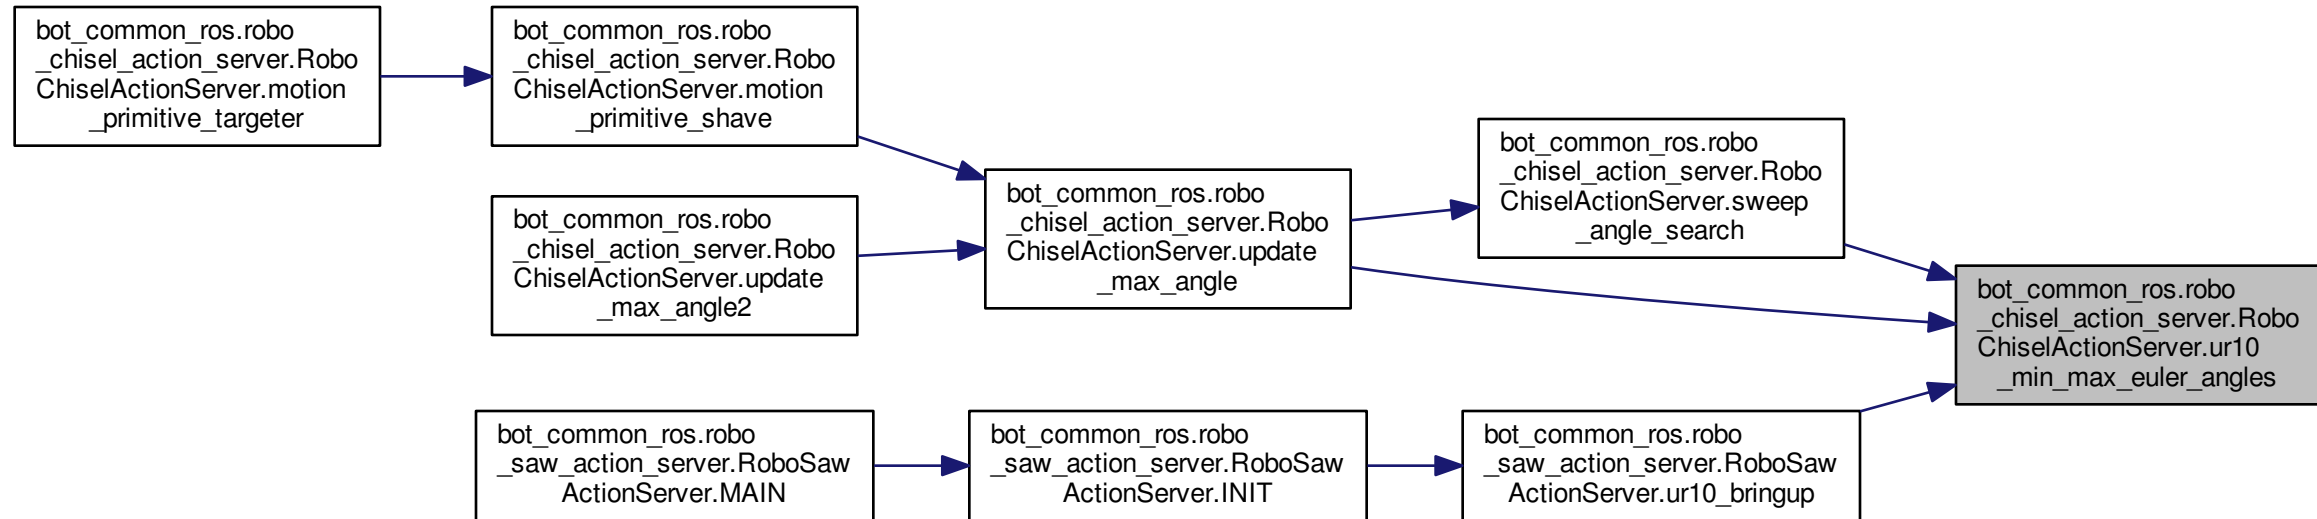 bot_common_ros.robo
_chisel_action_server.Robo
ChiselActionServer.motion
_primitive_targeter
bot_common_ros.robo
_chisel_action_server.Robo
ChiselActionServer.motion
_primitive_shave
bot_common_ros.robo
_chisel_action_server.Robo
ChiselActionServer.update
_max_angle2
bot_common_ros.robo
_chisel_action_server.Robo
ChiselActionServer.update
_max_angle
bot_common_ros.robo
_chisel_action_server.Robo
ChiselActionServer.sweep
_angle_search
bot_common_ros.robo
_chisel_action_server.Robo
ChiselActionServer.ur10
_min_max_euler_angles
bot_common_ros.robo
_saw_action_server.RoboSaw
ActionServer.MAIN
bot_common_ros.robo
_saw_action_server.RoboSaw
ActionServer.INIT
bot_common_ros.robo
_saw_action_server.RoboSaw
ActionServer.ur10_bringup